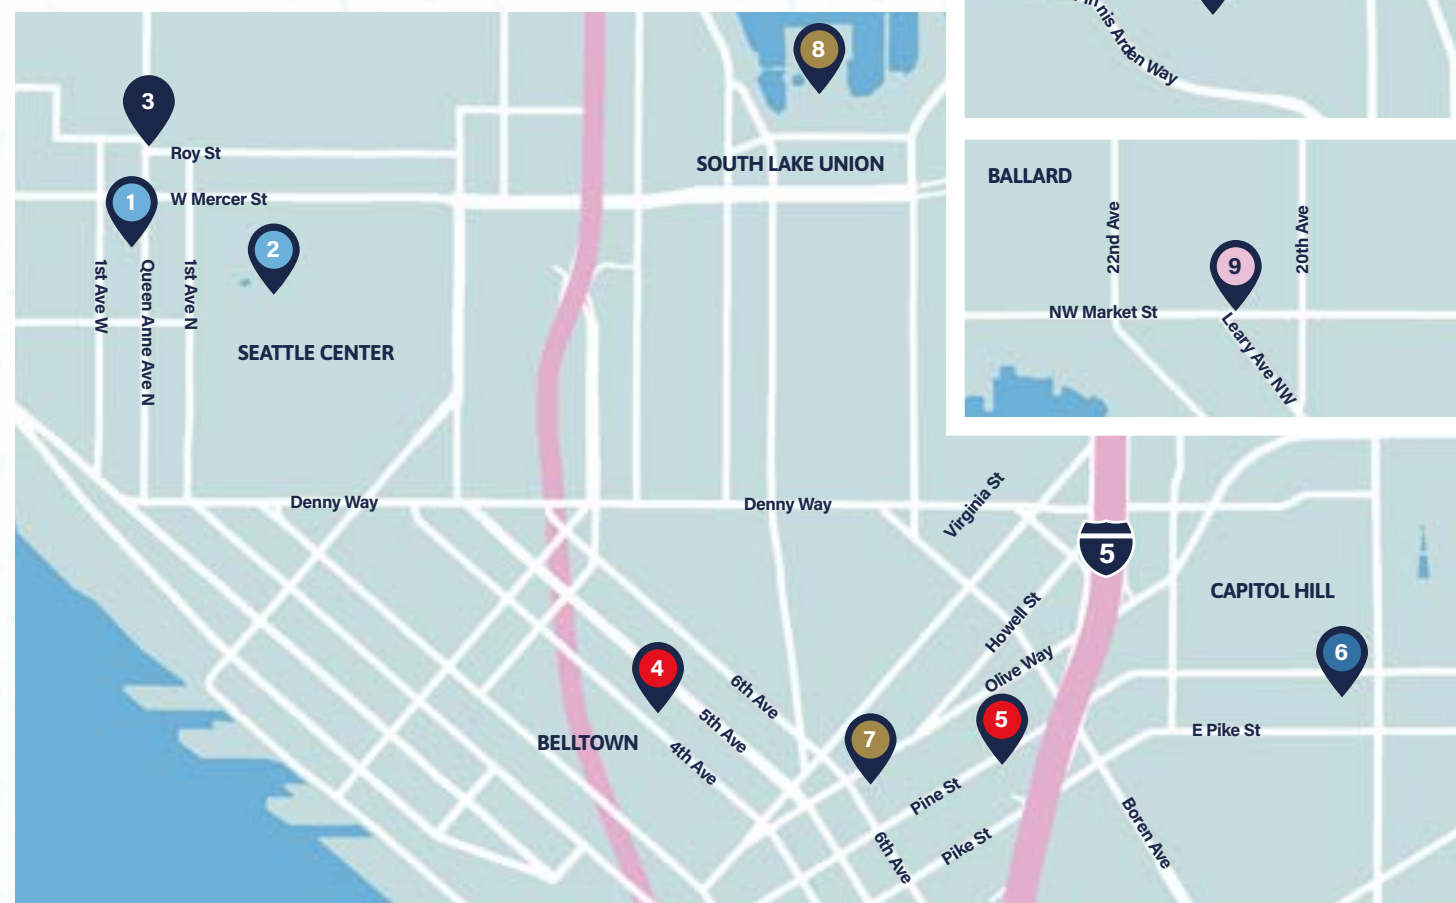 8
3
Roy St
SOUTH LAKE UNION
1
W Mercer St
2
1st Ave W
Queen Anne Ave N
1st Ave N
SEATTLE CENTER
Arden Way
BALLARD
22nd Ave
20th Ave
9
NW Market St
Leary Ave NW
Denny Way
Denny Way
Virginia St
5
CAPITOL HILL
Howell St
Olive Way
6
4
6th Ave
5th Ave
4th Ave
BELLTOWN
5
7
E Pike St
Pine St
Pike St
6th Ave
Boren Ave